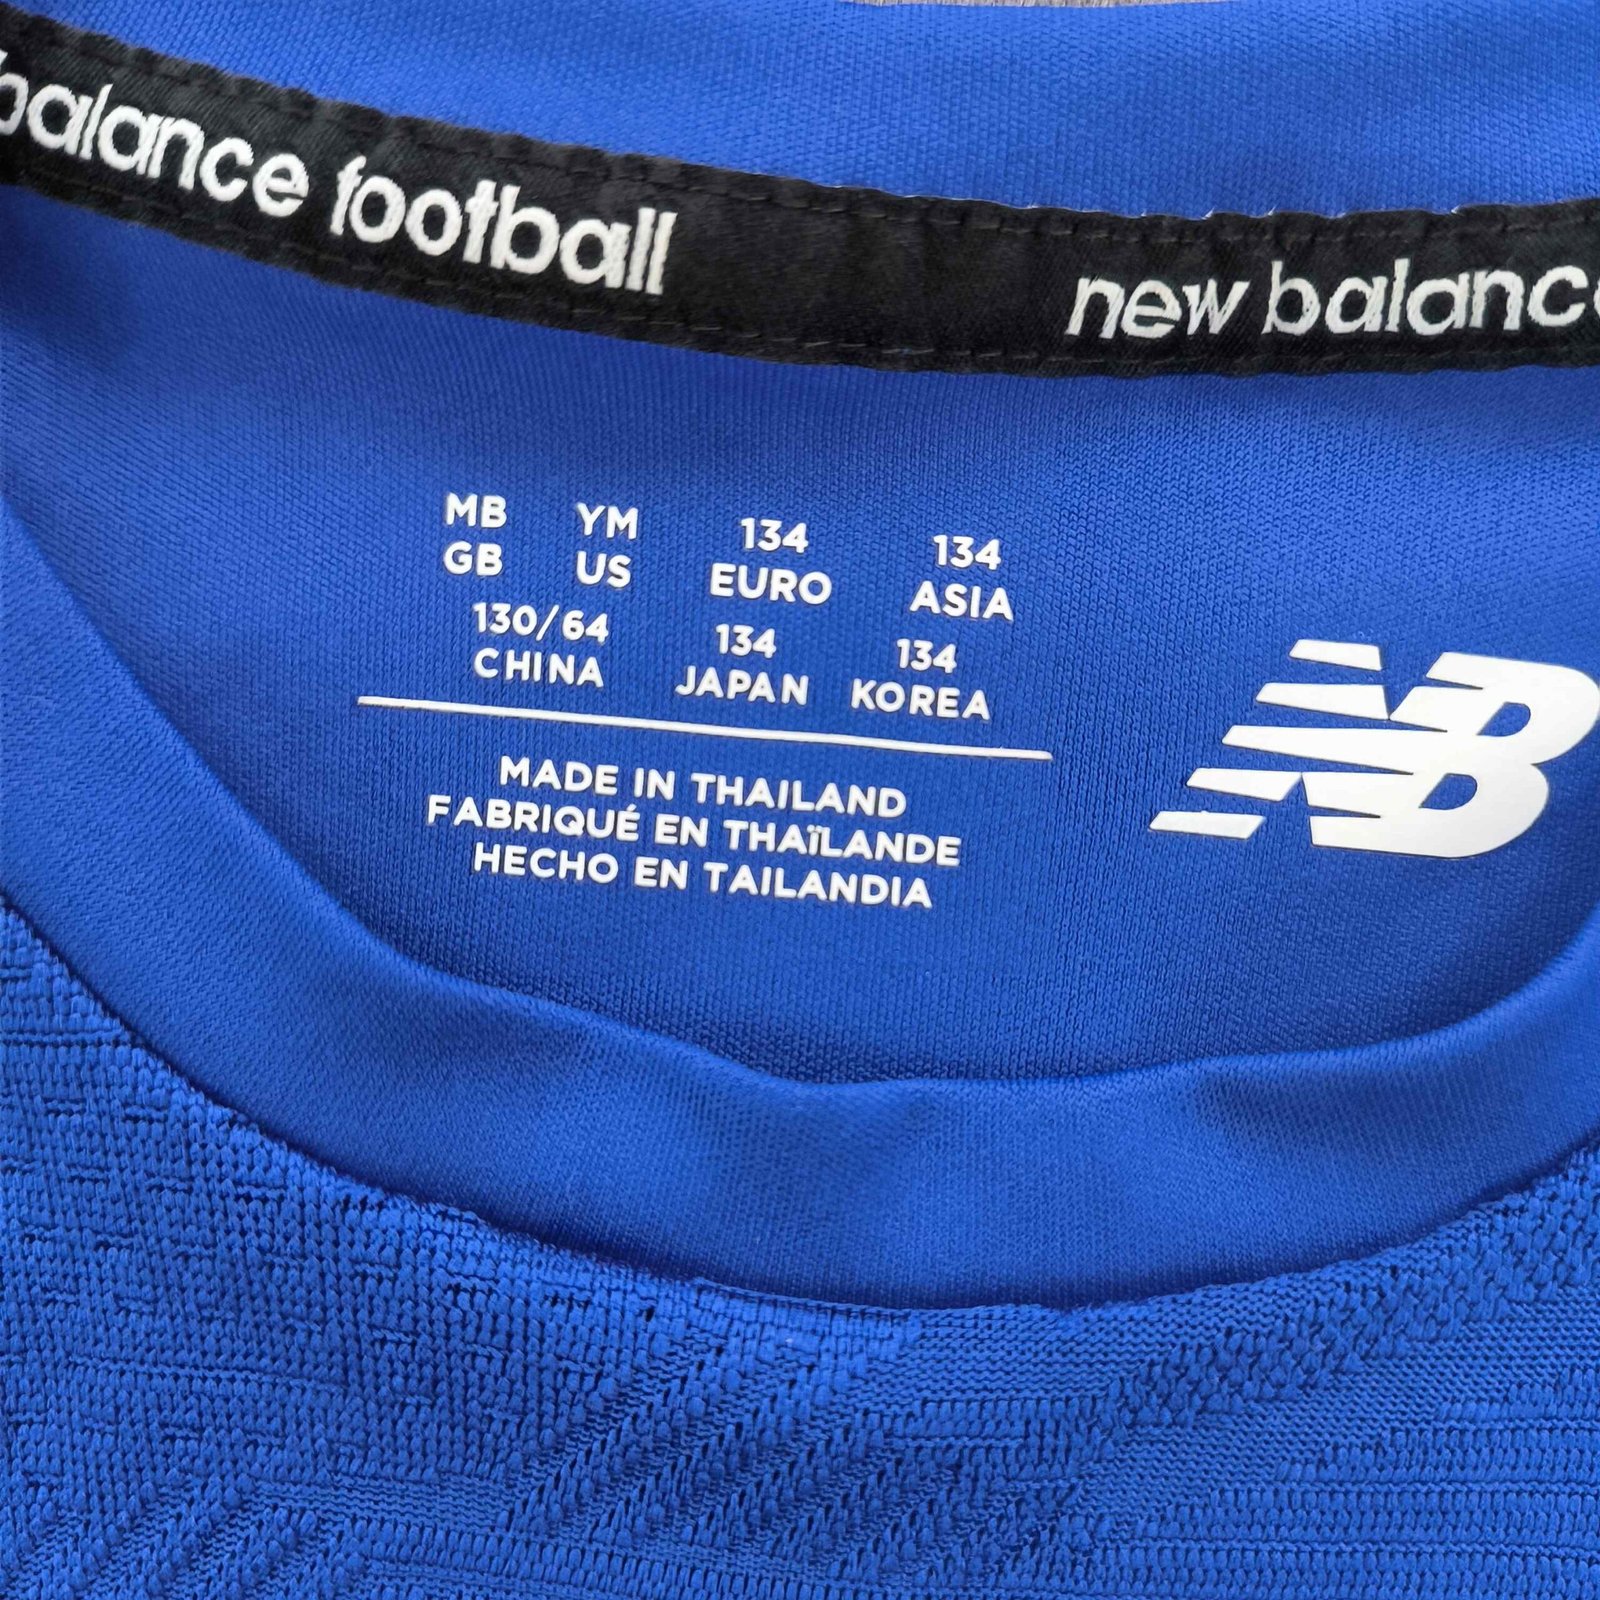 balance football
new balance
MB YM 134 134
GB US EURO ASIA
130/64 134 134
CHINA JAPAN KOREA
MADE IN THAILAND
FABRIQUÉ EN THAÏLANDE
HECHO EN TAILANDIA
NB